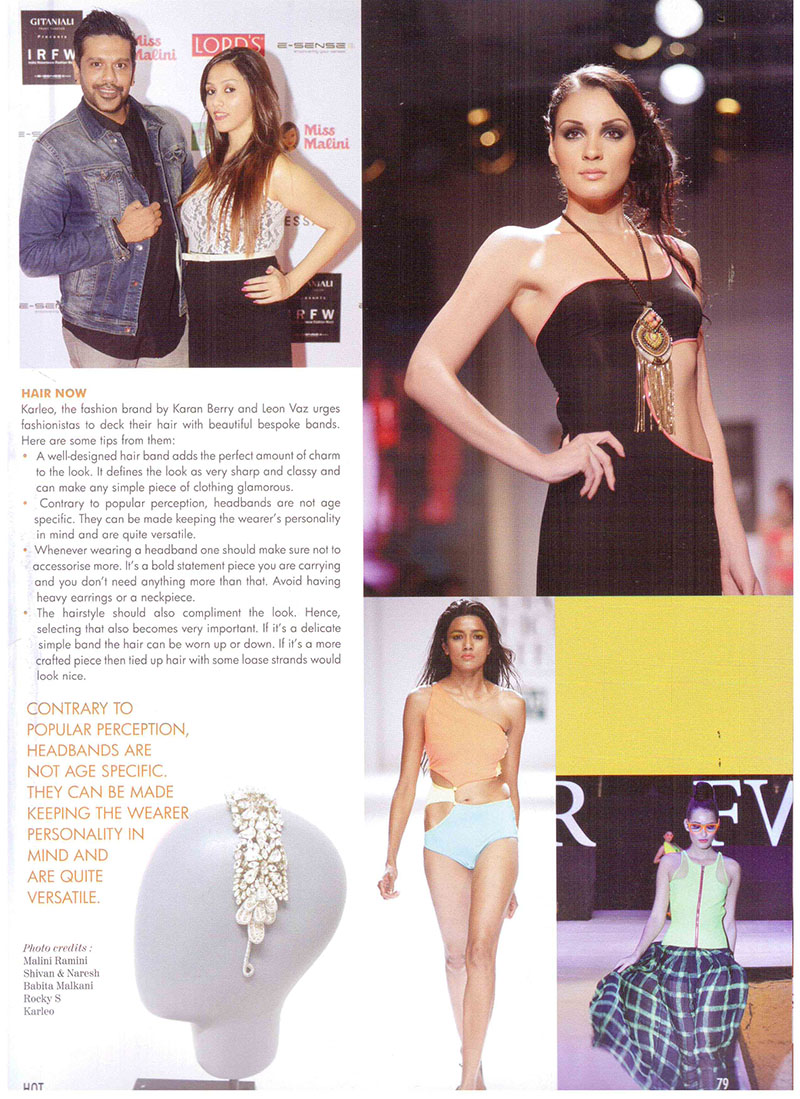 GITANJALI
Presents
IRFW
Miss
Malini
LORD'S
E-SENSE
Miss
Malini
E-SE
ESSA
GITANJALI
IRFW
HAIR NOW
Karleo, the fashion brand by Karan Berry and Leon Vaz urges
fashionistas to deck their hair with beautiful bespoke bands.
Here are some tips from them:
• A well-designed hair band adds the perfect amount of charm
to the look. It defines the look as very sharp and classy and
can make any simple piece of clothing glamorous.
• Contrary to popular perception, headbands are not age
specific. They can be made keeping the wearer's personality
in mind and are quite versatile.
• Whenever wearing a headband one should make sure not to
accessorise more. It's a bold statement piece you are carrying
and you don't need anything more than that. Avoid having
heavy earrings or a neckpiece.
• The hairstyle should also compliment the look. Hence,
selecting that also becomes very important. If it's a delicate
simple band the hair can be worn up or down. If it's a more
crafted piece then tied up hair with some loase strands would
look nice.
CONTRARY TO
POPULAR PERCEPTION,
HEADBANDS ARE
NOT AGE SPECIFIC.
THEY CAN BE MADE
KEEPING THE WEARER
PERSONALITY IN
MIND AND
ARE QUITE
VERSATILE.
Photo credits :
Malini Ramini
Shivan & Naresh
Babita Malkani
Rocky S
Karleo
R FW
HOT
79